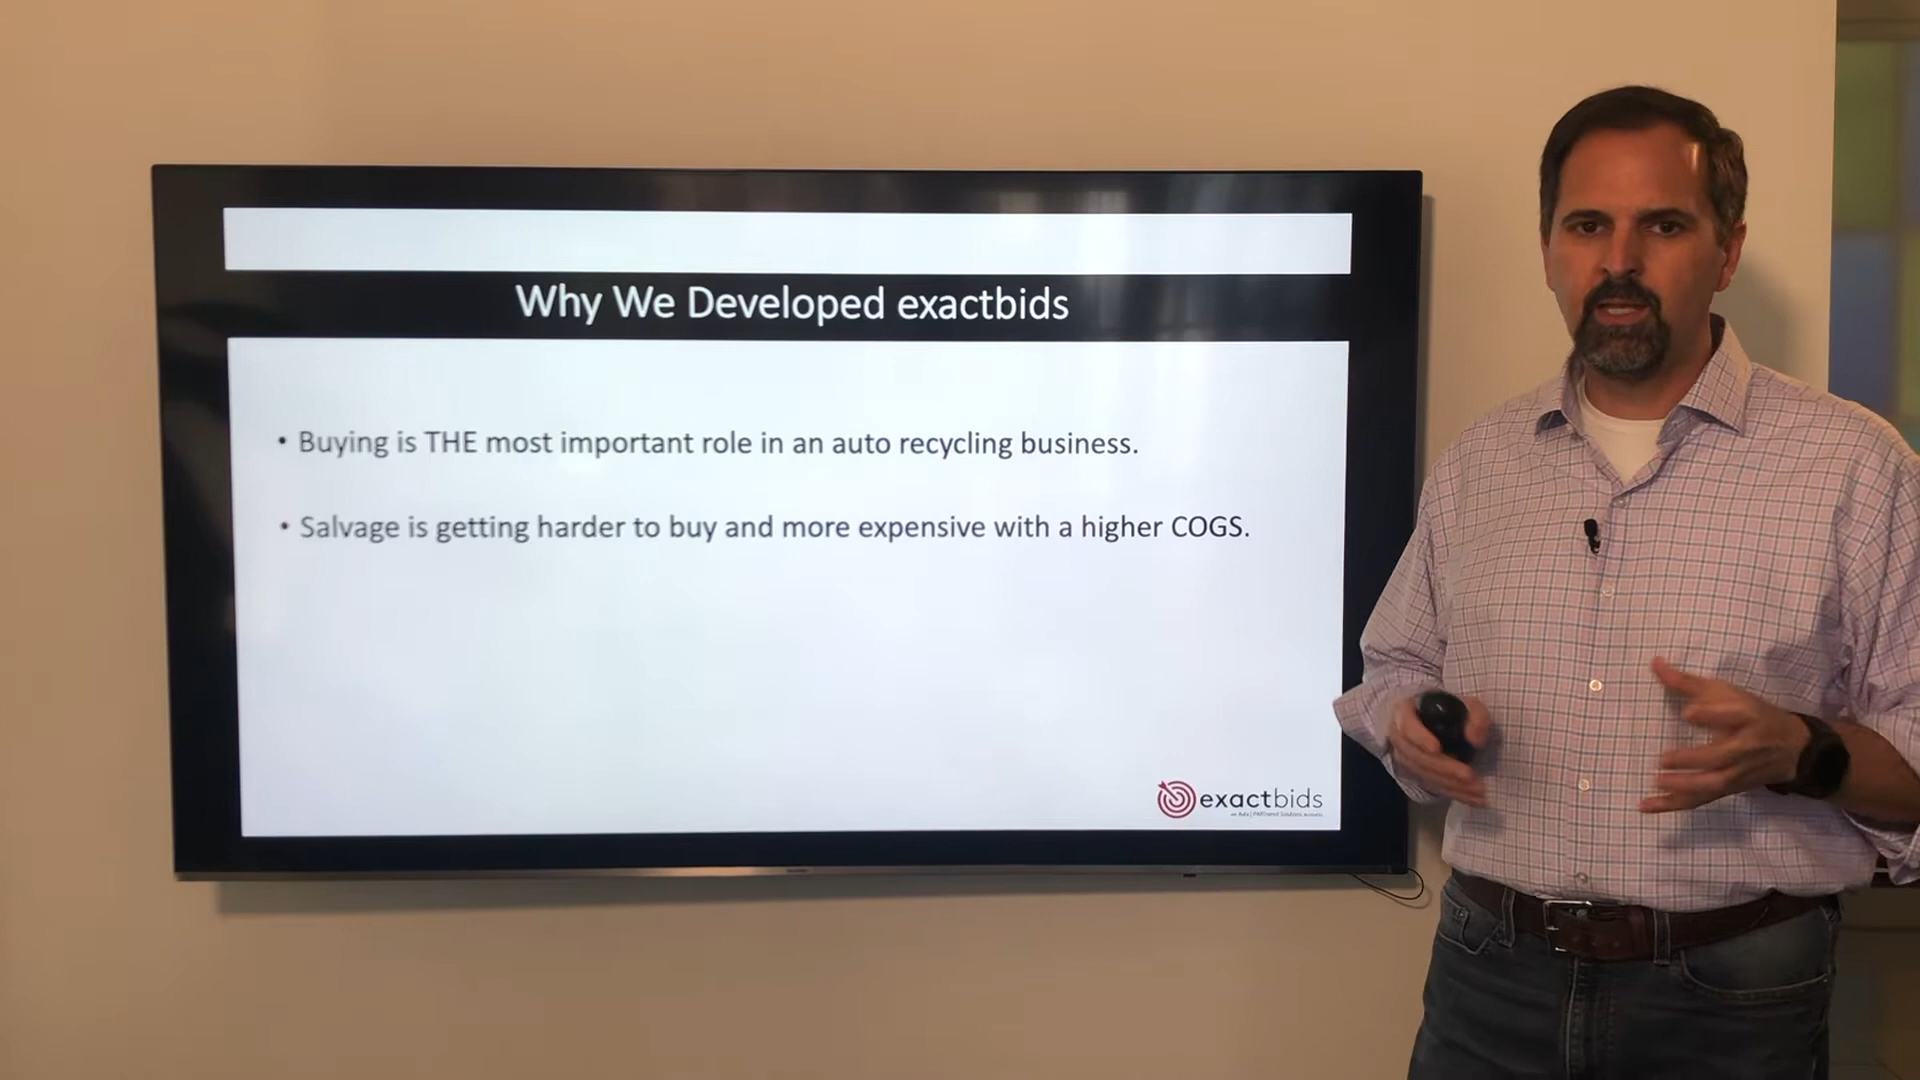 Why We Developed exactbids
• Buying is THE most important role in an auto recycling business.
• Salvage is getting harder to buy and more expensive with a higher COGS.
exactbids